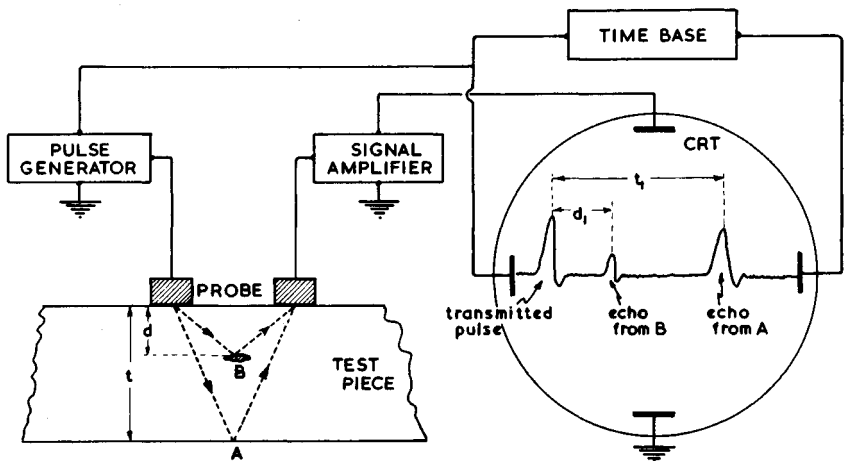 TIME BASE
PULSE
GENERATOR
SIGNAL
AMPLIFIER
CRT
t₁
d₁
PROBE
transmitted
pulse
echo
from B
echo
from A
d
t
B
TEST
PIECE
A